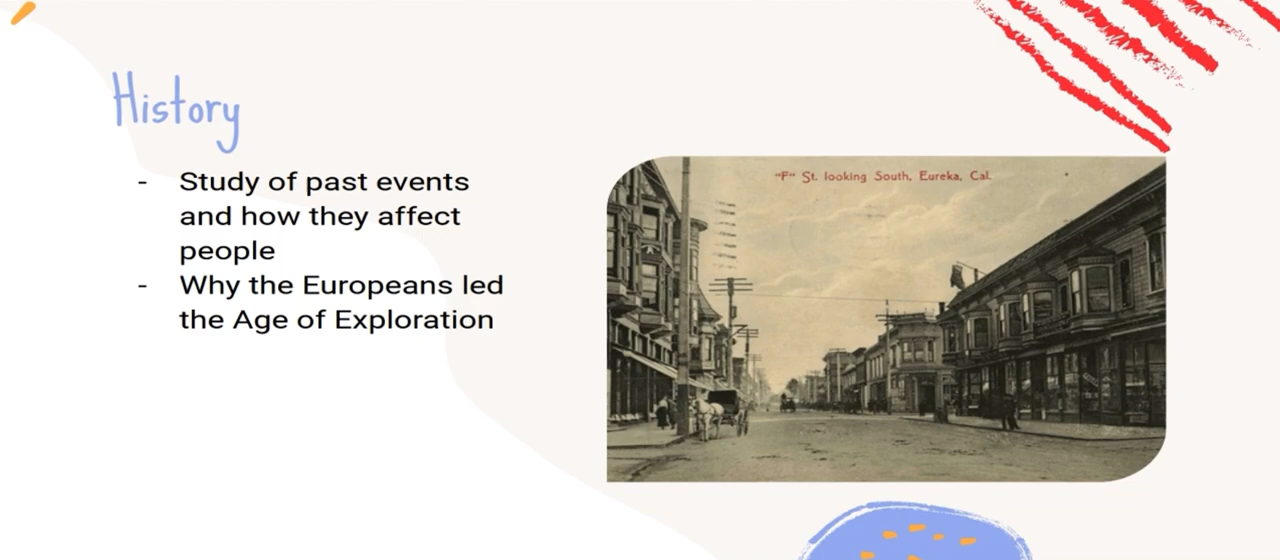 History
- Study of past events
and how they affect
people
- Why the Europeans led
the Age of Exploration
"F" St. looking South, Eureka, Cal.